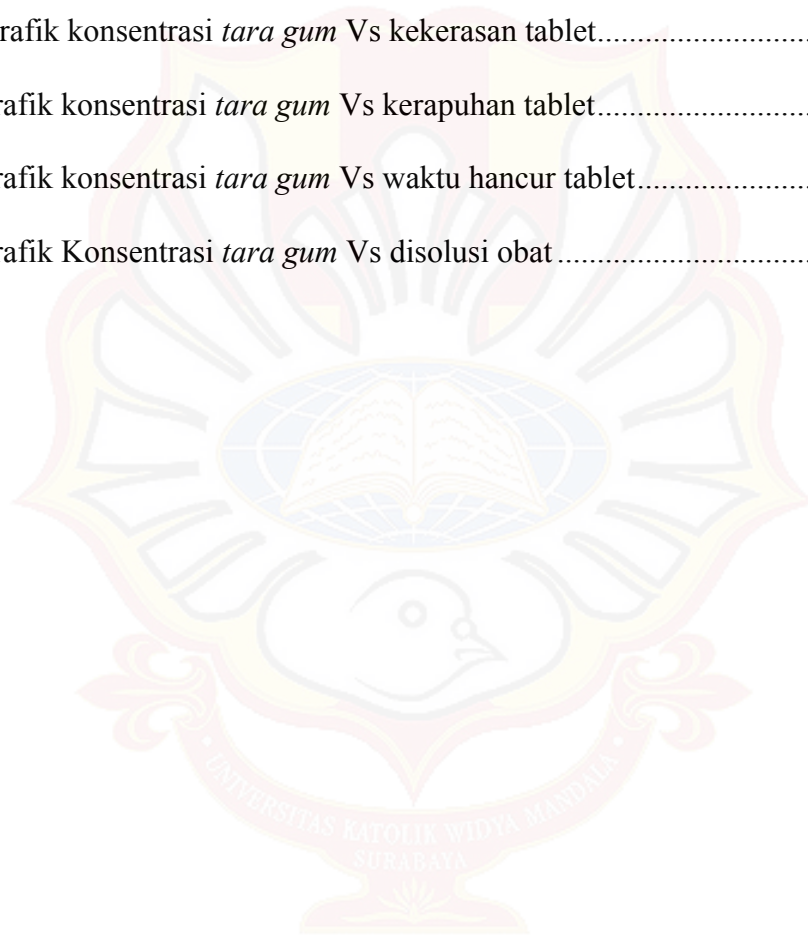 rafik konsentrasi tara gum Vs kekerasan tablet..........................
rafik konsentrasi tara gum Vs kerapuhan tablet..........................
rafik konsentrasi tara gum Vs waktu hancur tablet.....................
rafik Konsentrasi tara gum Vs disolusi obat...............................
· UNIVERSITAS KATOLIK WIDYA MANDALA ·
SURABAYA